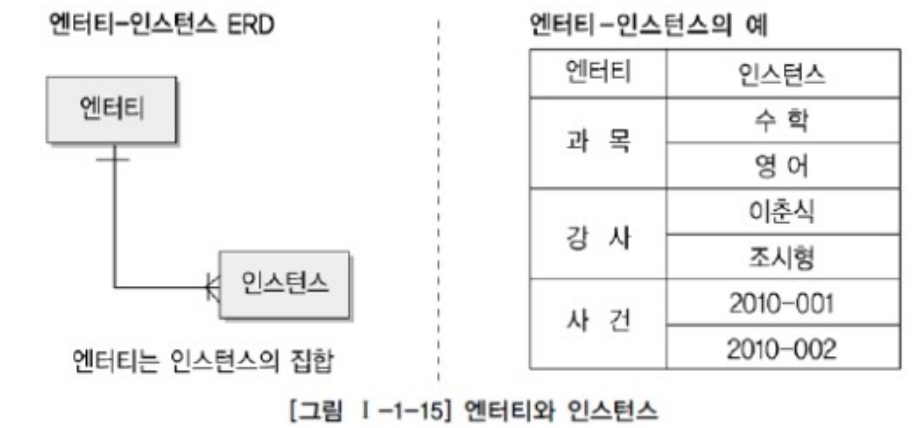 엔터티-인스턴스 ERD
엔터티
인스턴스
엔터티는 인스턴스의 집합
엔터티-인스턴스의 예
엔터티 인스턴스
과 목
수 학
영 어
강 사
이춘식
조시형
사 건
2010-001
2010-002
[그림 Ⅰ-1-15] 엔터티와 인스턴스